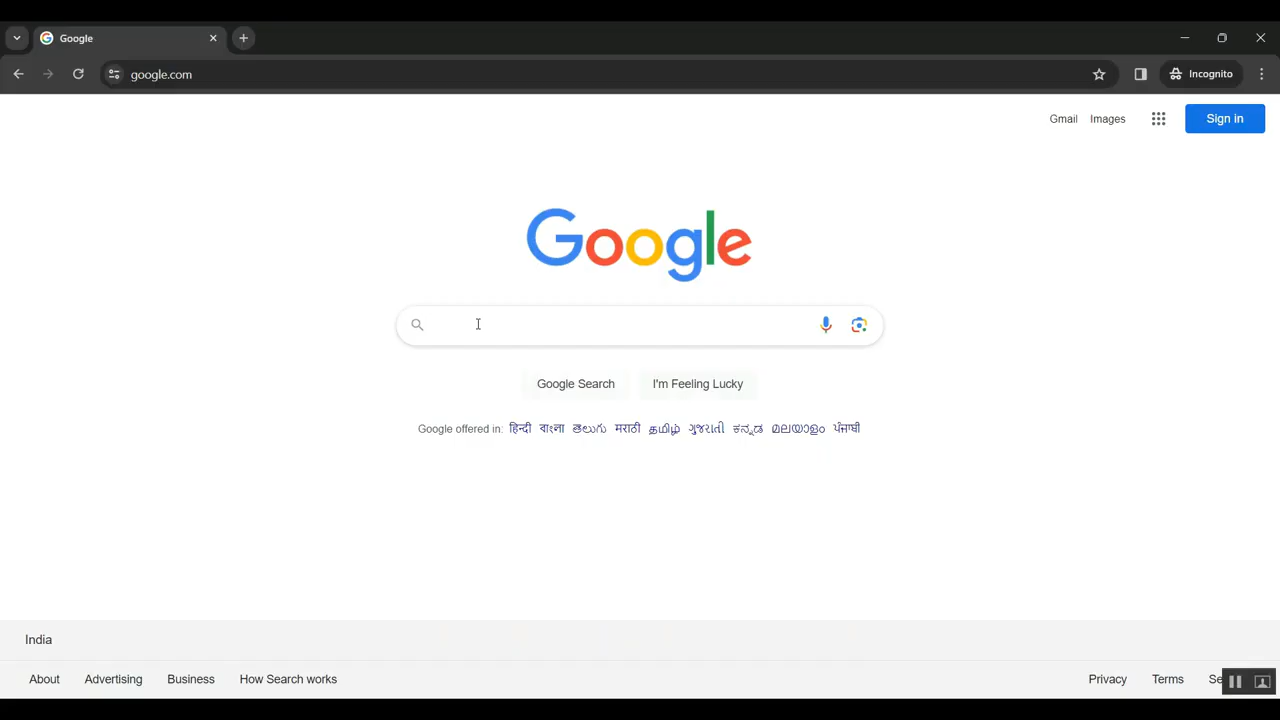 Google
google.com
Incognito
Gmail Images Sign in
Google
Google Search I'm Feeling Lucky
Google offered in: हिन्दी বাংলা తెలుగు मराठी தமிழ் ગુજરાતી ಕನ್ನಡ മലയാളം ਪੰਜਾਬੀ
India
About Advertising Business How Search works Privacy Terms